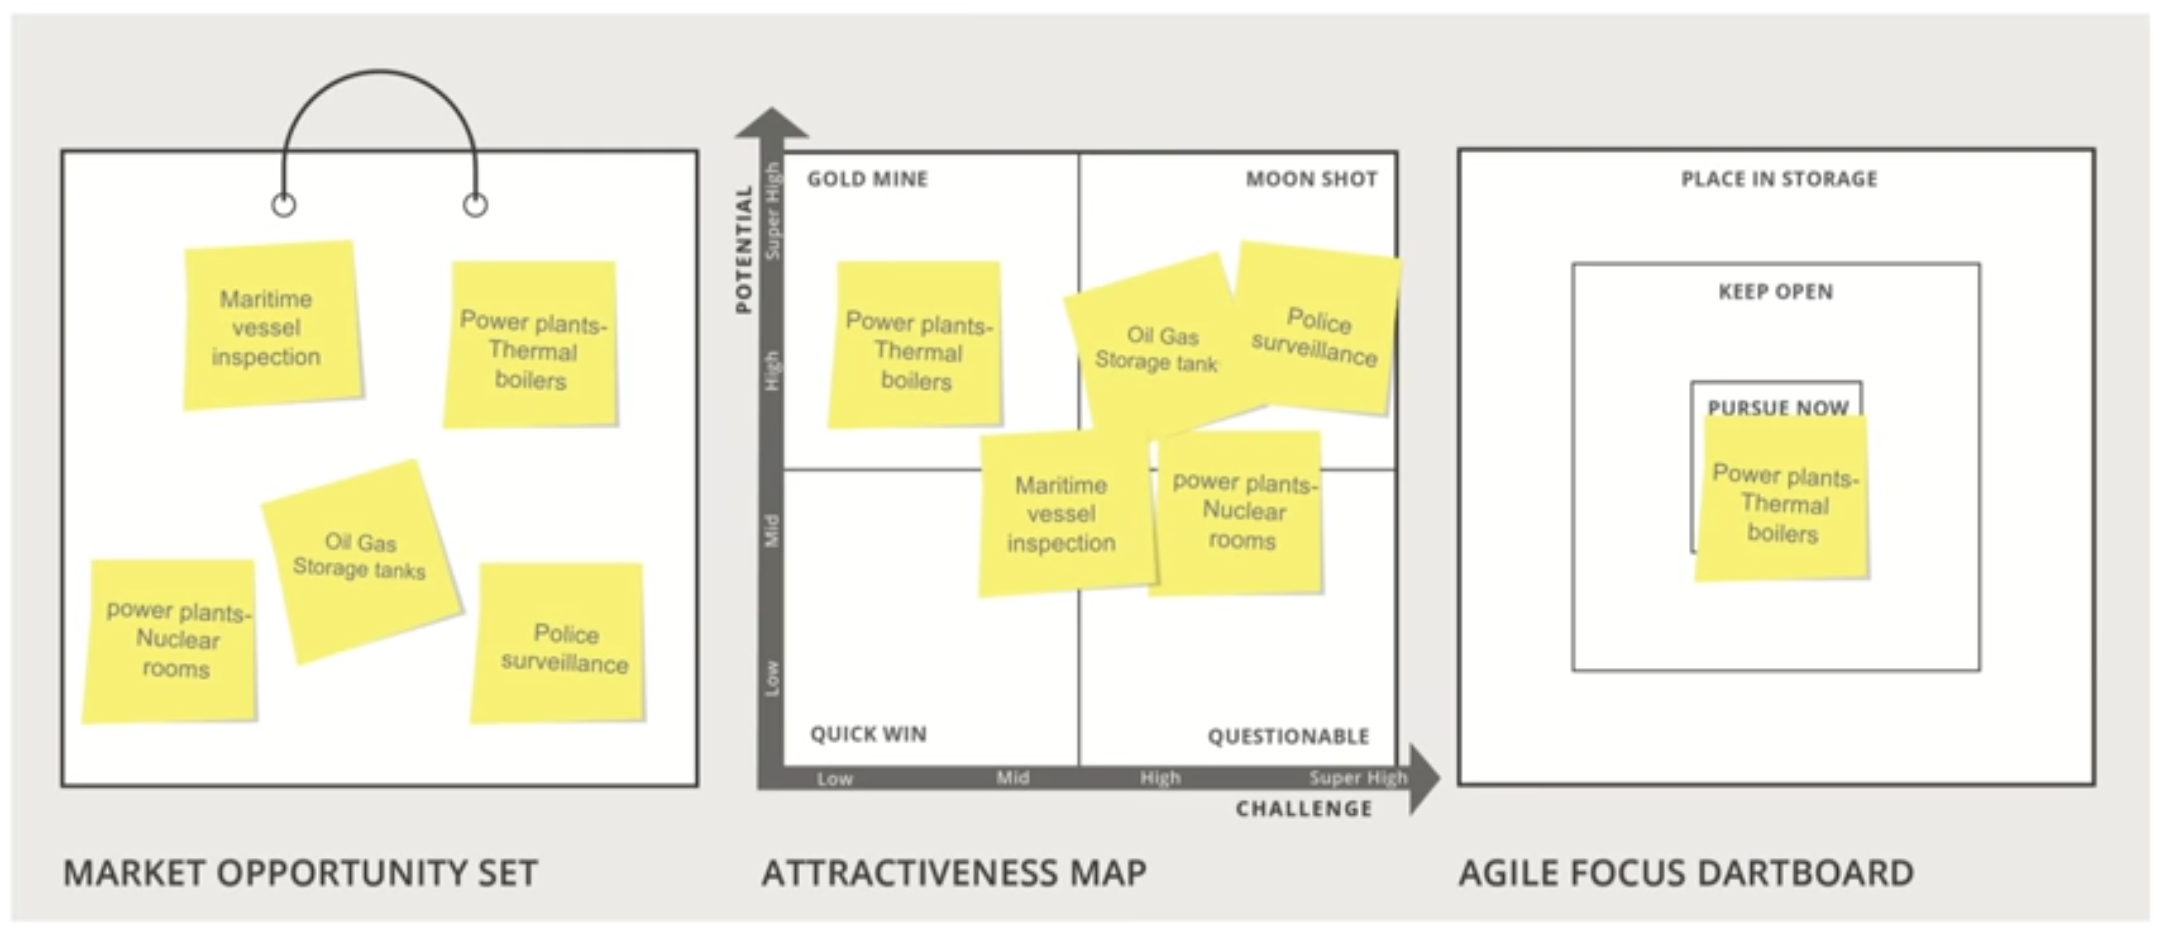 Maritime
vessel
inspection
Power plants-
Thermal
boilers
Oil Gas
Storage tanks
power plants-
Nuclear
rooms
Police
surveillance
MARKET OPPORTUNITY SET
POTENTIAL
Super High
High
Mid
Low
GOLD MINE
MOON SHOT
Power plants-
Thermal
boilers
Oil Gas
Storage tank
Police
surveillance
Maritime
vessel
inspection
power plants-
Nuclear
rooms
QUICK WIN
QUESTIONABLE
Low
Mid
High
Super High
CHALLENGE
ATTRACTIVENESS MAP
PLACE IN STORAGE
KEEP OPEN
PURSUE NOW
Power plants-
Thermal
boilers
AGILE FOCUS DARTBOARD